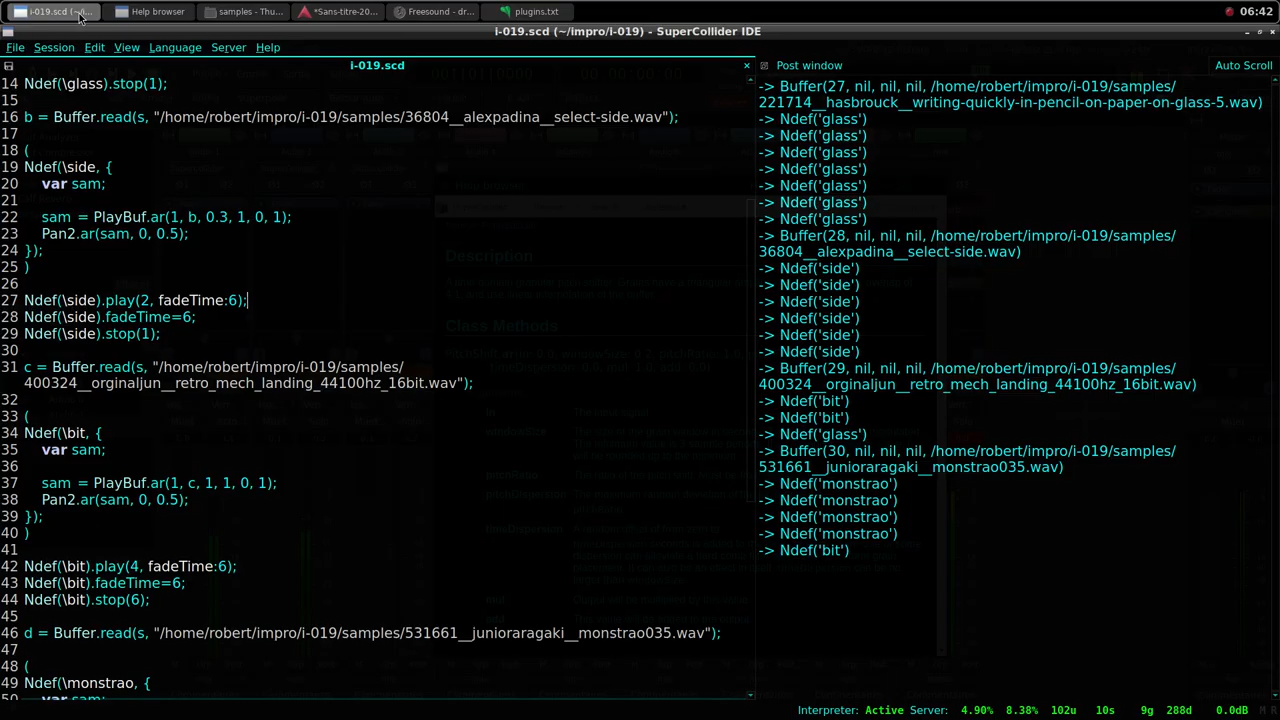 i-019.scd (~/i...
Help browser
samples - Thu...
*Sans-titre-20...
Freesound - dr...
plugins.txt
06:42
i-019.scd (~/impro/i-019) - SuperCollider IDE
File Session Edit View Language Server Help
i-019.scd
14 Ndef(\glass).stop(1);
15
16 b = Buffer.read(s, "/home/robert/impro/i-019/samples/36804__alexpadina__select-side.wav");
17
18 (
19 Ndef(\side, {
20 var sam;
21
22 sam = PlayBuf.ar(1, b, 0.3, 1, 0, 1);
23 Pan2.ar(sam, 0, 0.5);
24 });
25 )
26
27 Ndef(\side).play(2, fadeTime:6);
28 Ndef(\side).fadeTime=6;
29 Ndef(\side).stop(1);
30
31 c = Buffer.read(s, "/home/robert/impro/i-019/samples/
400324__orginaljun__retro_mech_landing_44100hz_16bit.wav");
32
33 (
34 Ndef(\bit, {
35 var sam;
36
37 sam = PlayBuf.ar(1, c, 1, 1, 0, 1);
38 Pan2.ar(sam, 0, 0.5);
39 });
40 )
41
42 Ndef(\bit).play(4, fadeTime:6);
43 Ndef(\bit).fadeTime=6;
44 Ndef(\bit).stop(6);
45
46 d = Buffer.read(s, "/home/robert/impro/i-019/samples/531661__junioraragaki__monstrao035.wav");
47
48 (
49 Ndef(\monstrao, {
50 var sam;
Post window
Auto Scroll
-> Buffer(27, nil, nil, nil, /home/robert/impro/i-019/samples/
221714__hasbrouck__writing-quickly-in-pencil-on-paper-on-glass-5.wav)
-> Ndef('glass')
-> Ndef('glass')
-> Ndef('glass')
-> Ndef('glass')
-> Ndef('glass')
-> Ndef('glass')
-> Ndef('glass')
-> Buffer(28, nil, nil, nil, /home/robert/impro/i-019/samples/
36804__alexpadina__select-side.wav)
-> Ndef('side')
-> Ndef('side')
-> Ndef('side')
-> Ndef('side')
-> Ndef('side')
-> Ndef('side')
-> Buffer(29, nil, nil, nil, /home/robert/impro/i-019/samples/
400324__orginaljun__retro_mech_landing_44100hz_16bit.wav)
-> Ndef('bit')
-> Ndef('bit')
-> Ndef('glass')
-> Buffer(30, nil, nil, nil, /home/robert/impro/i-019/samples/
531661__junioraragaki__monstrao035.wav)
-> Ndef('monstrao')
-> Ndef('monstrao')
-> Ndef('monstrao')
-> Ndef('monstrao')
-> Ndef('bit')
Description
Class Methods
Interpreter: Active Server: 4.90% 8.38% 102u 10s 9g 288d 0.0dB M R